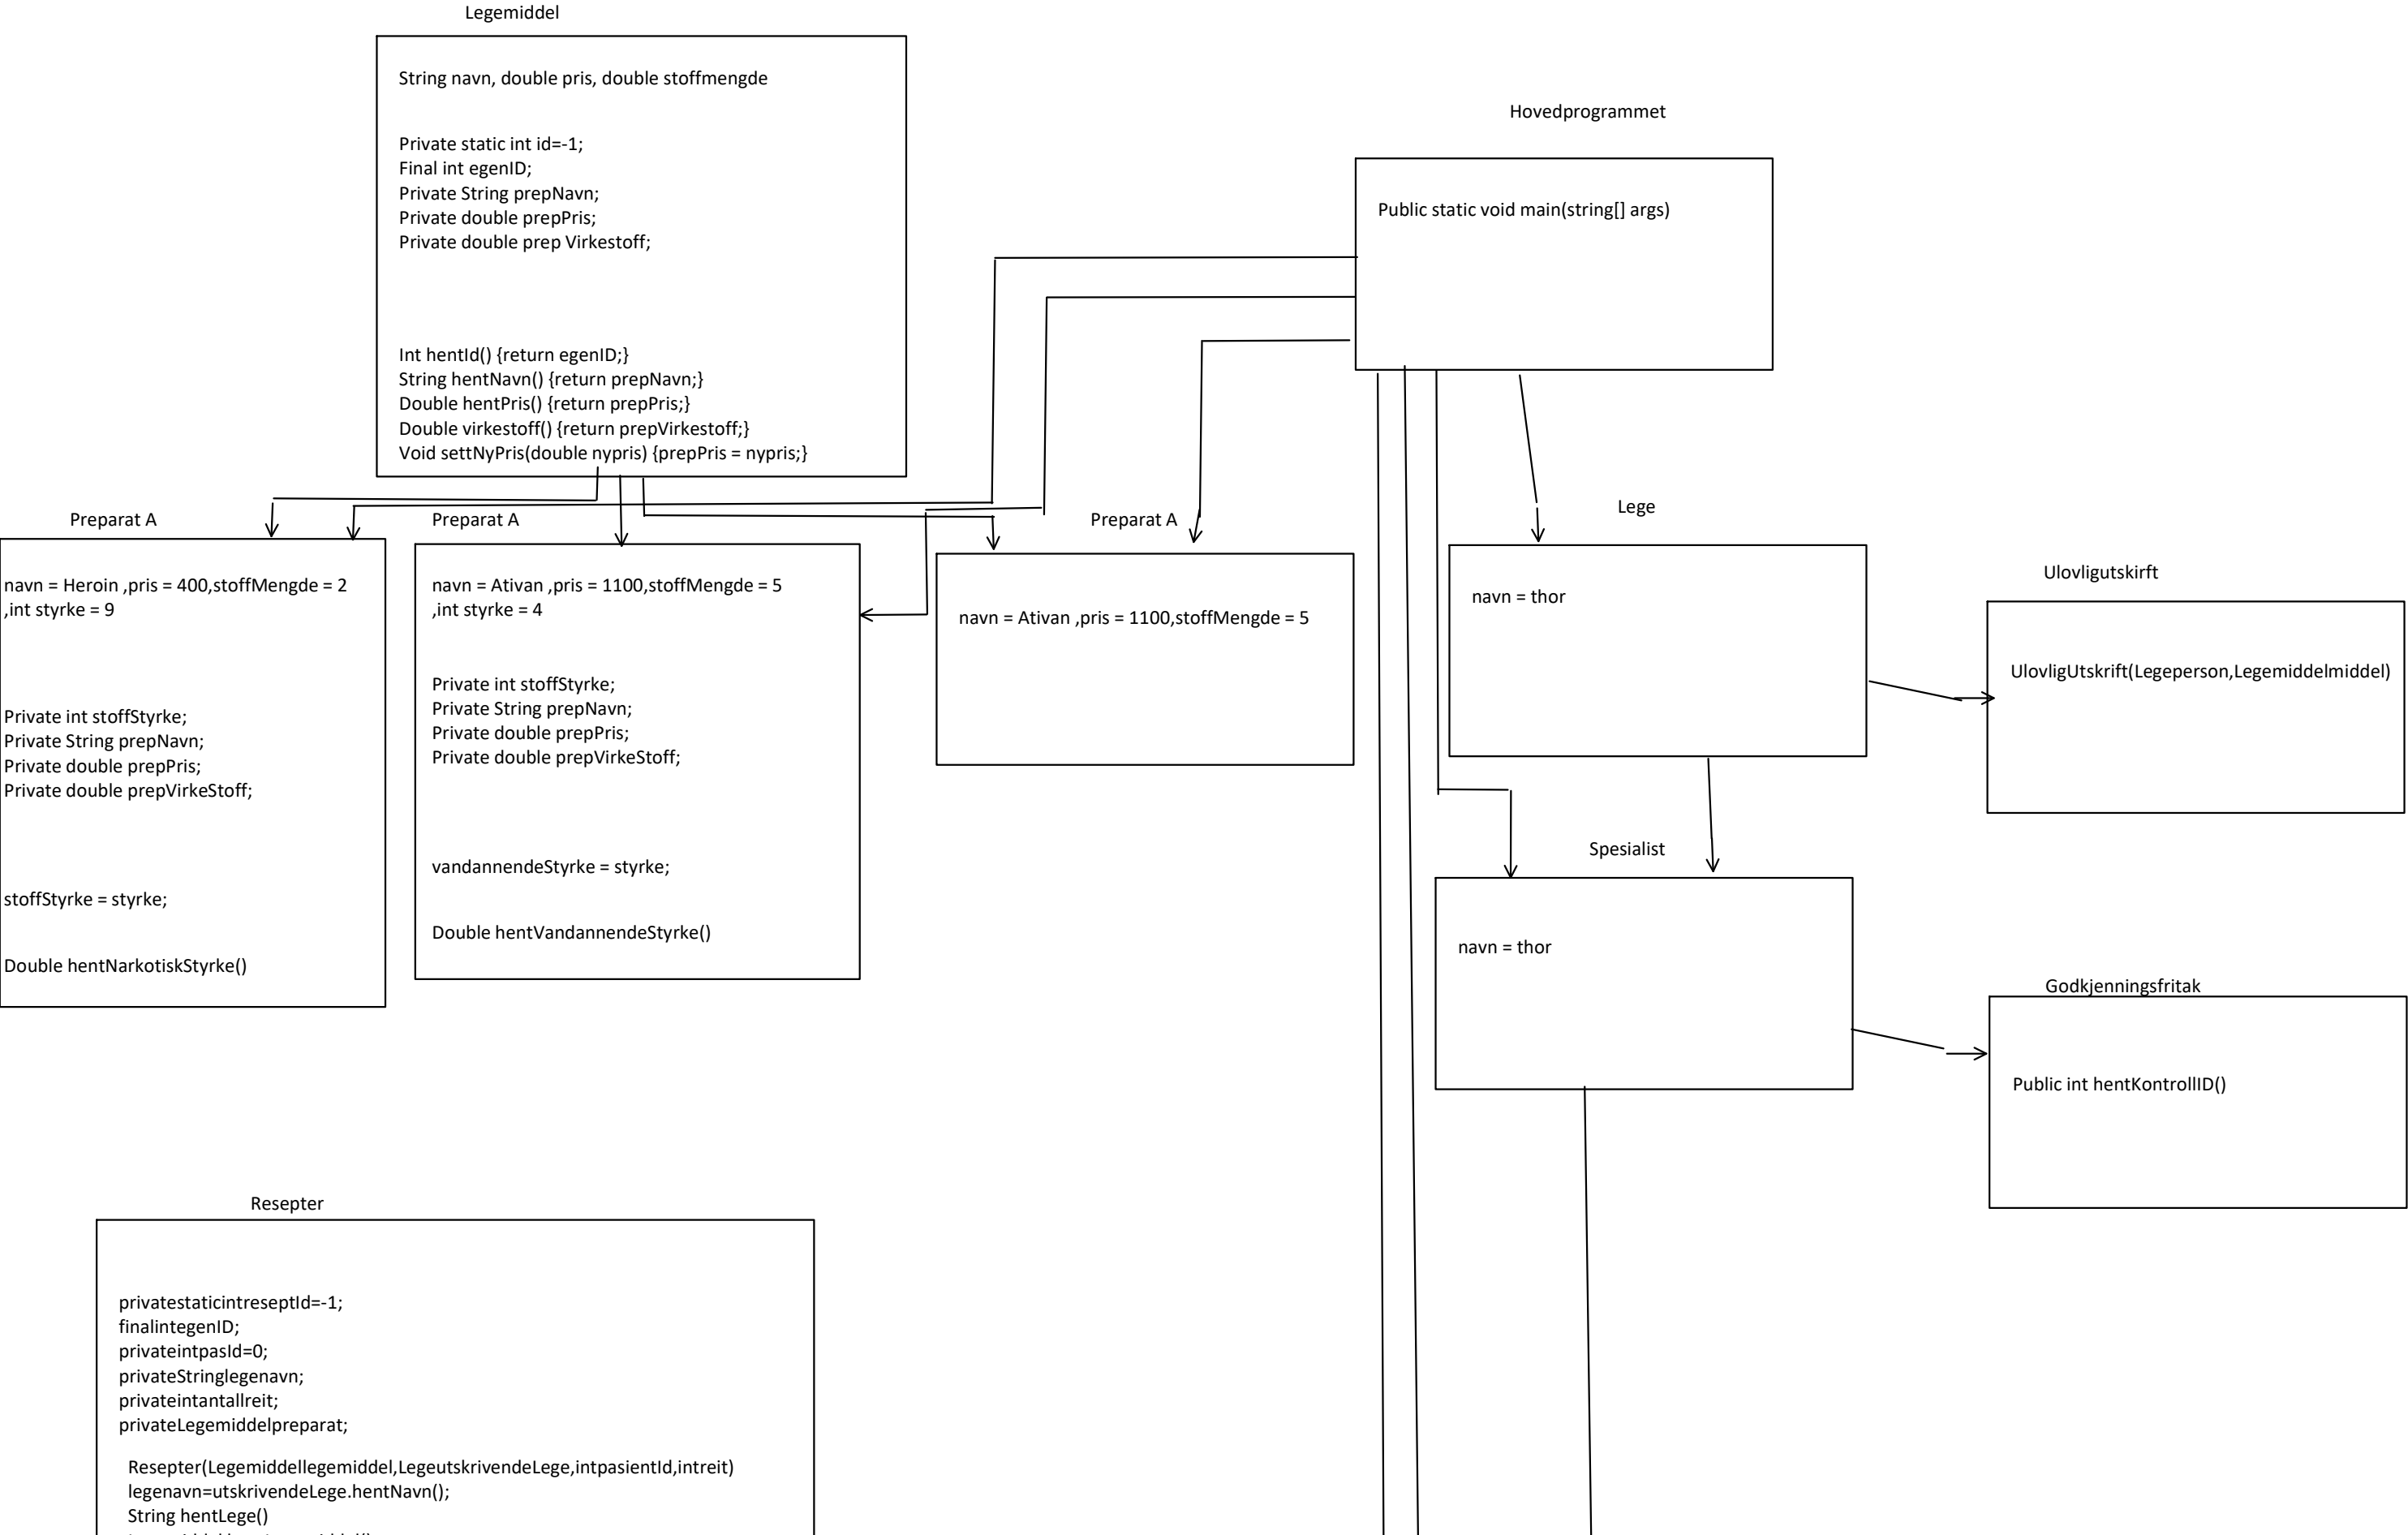 Legemiddel
String navn, double pris, double stoffmengde
Private static int id=-1;
Final int egenID;
Private String prepNavn;
Private double prepPris;
Private double prep Virkestoff;
Int hentId() {return egenID;}
String hentNavn() {return prepNavn;}
Double hentPris() {return prepPris;}
Double virkestoff() {return prepVirkestoff;}
Void settNyPris(double nypris) {prepPris = nypris;}
Hovedprogrammet
Public static void main(string[] args)
Preparat A
navn = Heroin ,pris = 400,stoffMengde = 2
,int styrke = 9
Private int stoffStyrke;
Private String prepNavn;
Private double prepPris;
Private double prepVirkeStoff;
stoffStyrke = styrke;
Double hentNarkotiskStyrke()
Preparat A
navn = Ativan ,pris = 1100,stoffMengde = 5
,int styrke = 4
Private int stoffStyrke;
Private String prepNavn;
Private double prepPris;
Private double prepVirkeStoff;
vandannendeStyrke = styrke;
Double hentVandannendeStyrke()
Preparat A
navn = Ativan ,pris = 1100,stoffMengde = 5
Lege
navn = thor
Ulovligutskirft
UlovligUtskrift(Legeperson,Legemiddelmiddel)
Spesialist
navn = thor
Godkjenningsfritak
Public int hentKontrollID()
Resepter
privatestaticintreseptId=-1;
finalintegenID;
privateintpasId=0;
privateStringlegenavn;
privateintantallreit;
privateLegemiddelpreparat;
Resepter(Legemiddellegemiddel,LegeutskrivendeLege,intpasientId,intreit)
legenavn=utskrivendeLege.hentNavn();
String hentLege()